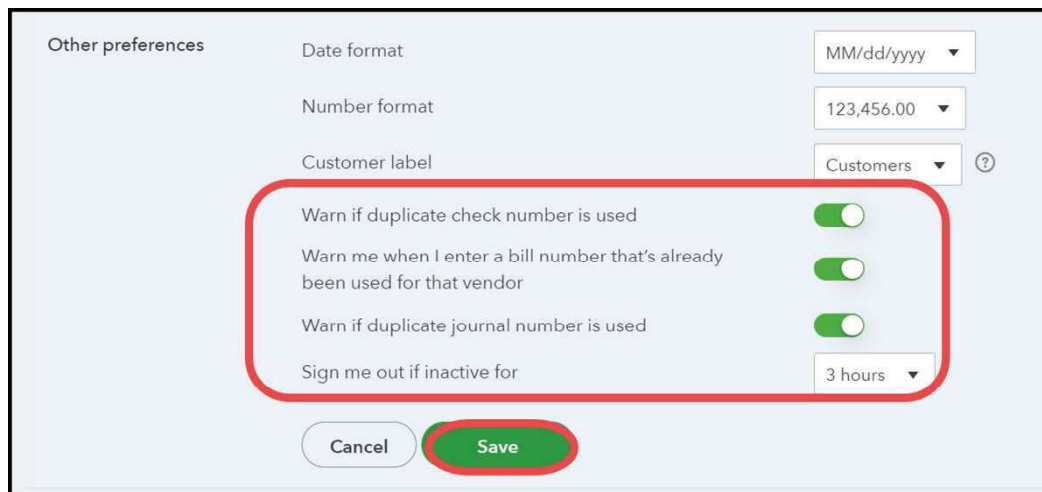 Other preferences
Date format MM/dd/yyyy
Number format 123,456.00
Customer label Customers ?
Warn if duplicate check number is used
Warn me when I enter a bill number that's already
been used for that vendor
Warn if duplicate journal number is used
Sign me out if inactive for 3 hours
Cancel Save